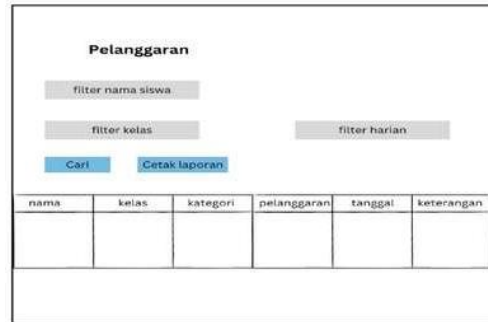 Pelanggaran
filter nama siswa
filter kelas filter harian
Cari Cetak laporan
nama kelas kategori pelanggaran tanggal keterangan